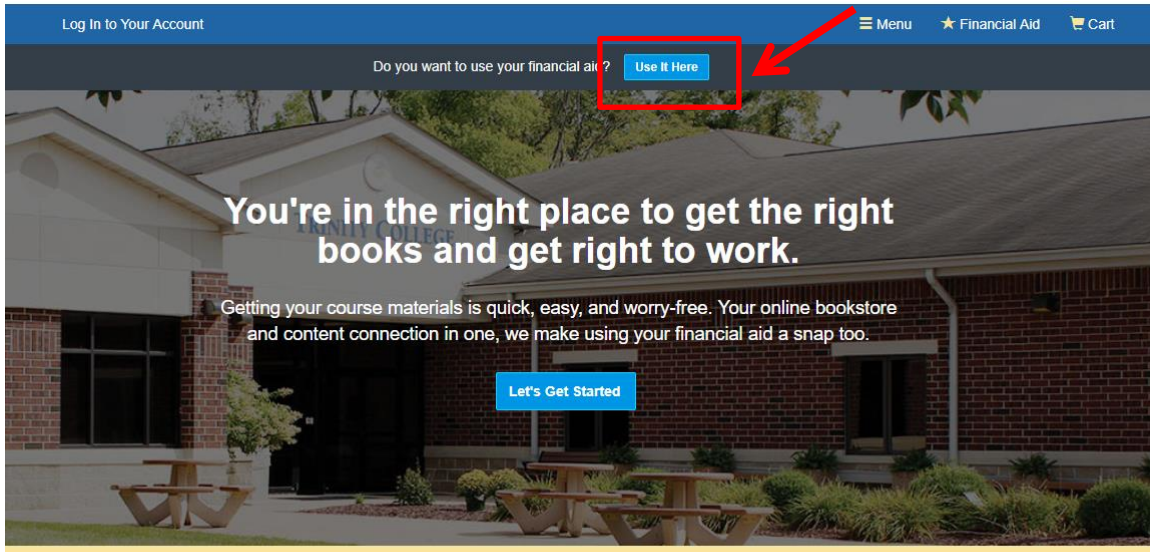 Log In to Your Account Menu Financial Aid Cart
Do you want to use your financial aid? Use It Here
You're in the right place to get the right
TRINITY COLLEGE
books and get right to work.
Getting your course materials is quick, easy, and worry-free. Your online bookstore
and content connection in one, we make using your financial aid a snap too.
Let's Get Started